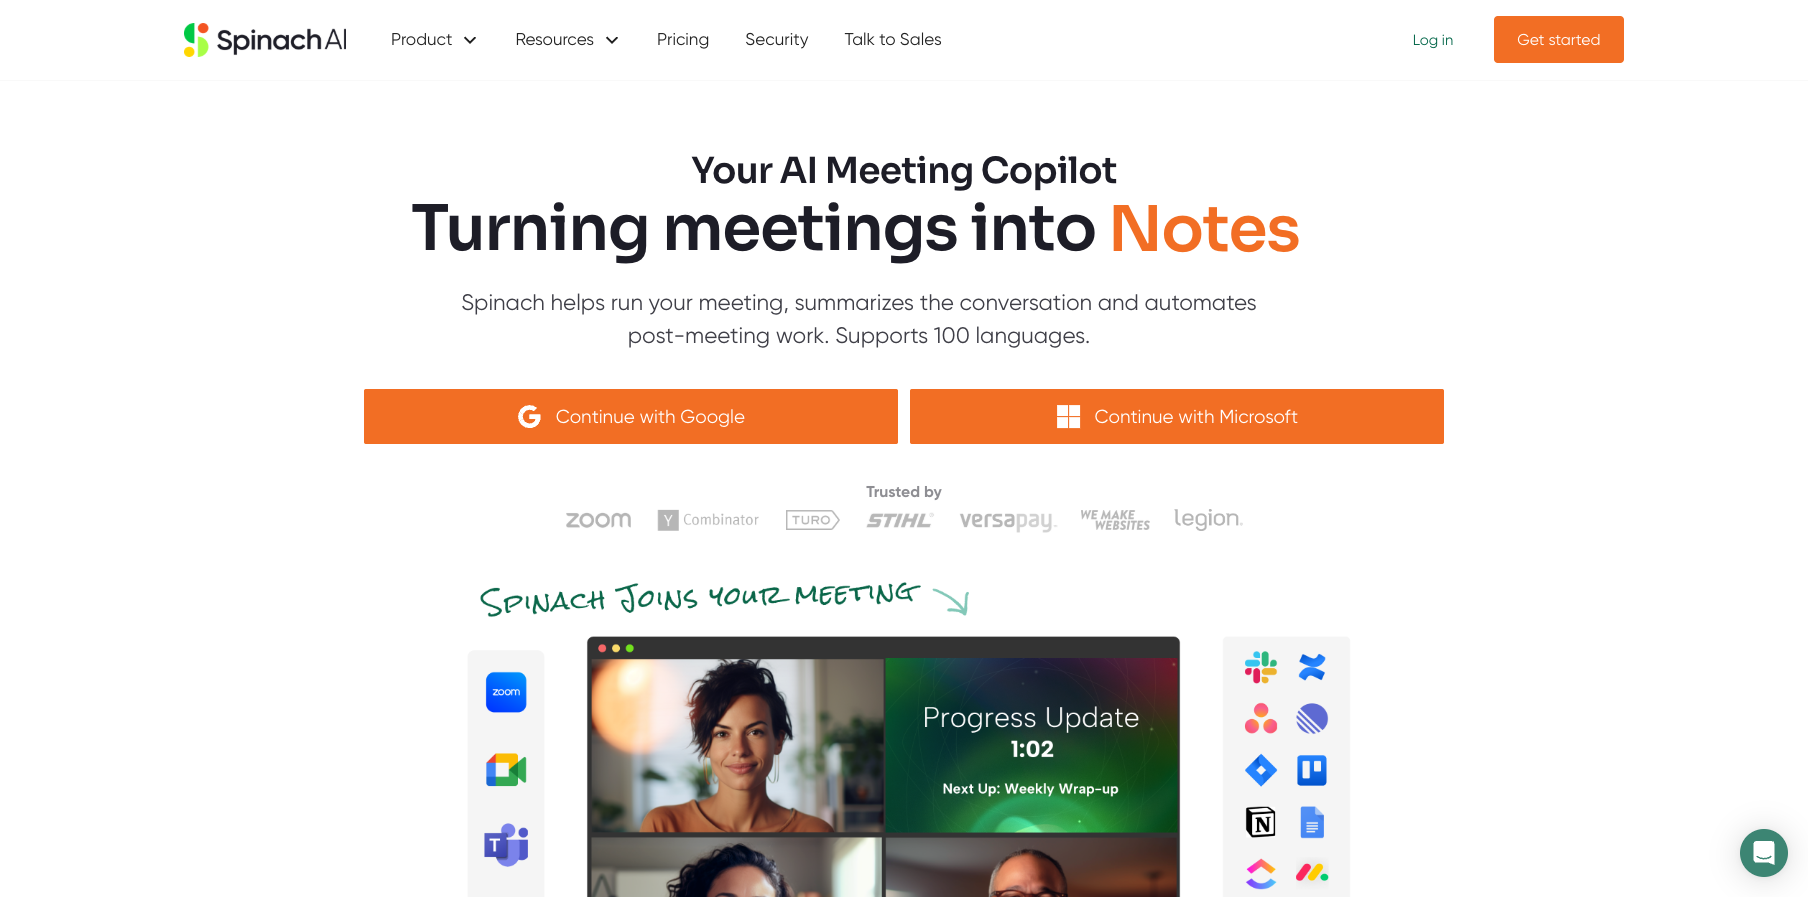 Spinach AI
Product
Resources
Pricing
Security
Talk to Sales
Log in
Get started
Your AI Meeting Copilot
Turning meetings into Notes
Spinach helps run your meeting, summarizes the conversation and automates
post-meeting work. Supports 100 languages.
Continue with Google
Continue with Microsoft
Trusted by
zoom
Y Combinator
TURO
STIHL®
versapay
WE MAKE
WEBSITES
legion
Spinach Joins your meeting
zoom
Progress Update
1:02
Next Up: Weekly Wrap-up
T
N